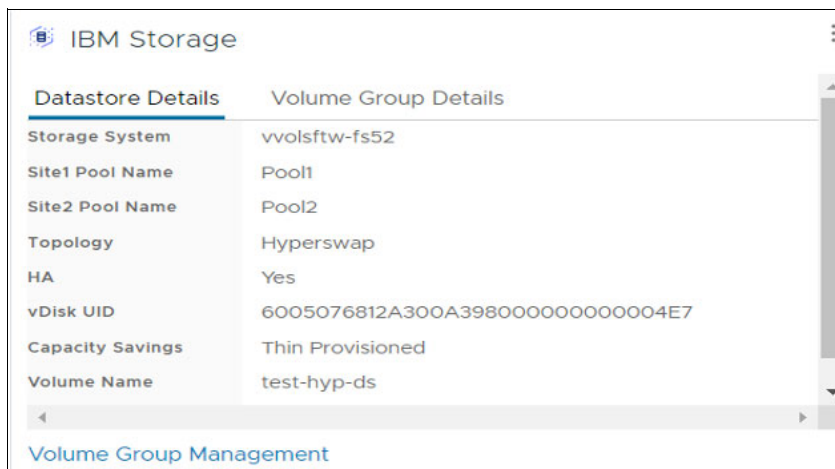 IBM Storage
Datastore Details Volume Group Details
Storage System vvolsftw-fs52
Site1 Pool Name Pool1
Site2 Pool Name Pool2
Topology Hyperswap
HA Yes
vDisk UID 6005076812A300A398000000000004E7
Capacity Savings Thin Provisioned
Volume Name test-hyp-ds
Volume Group Management